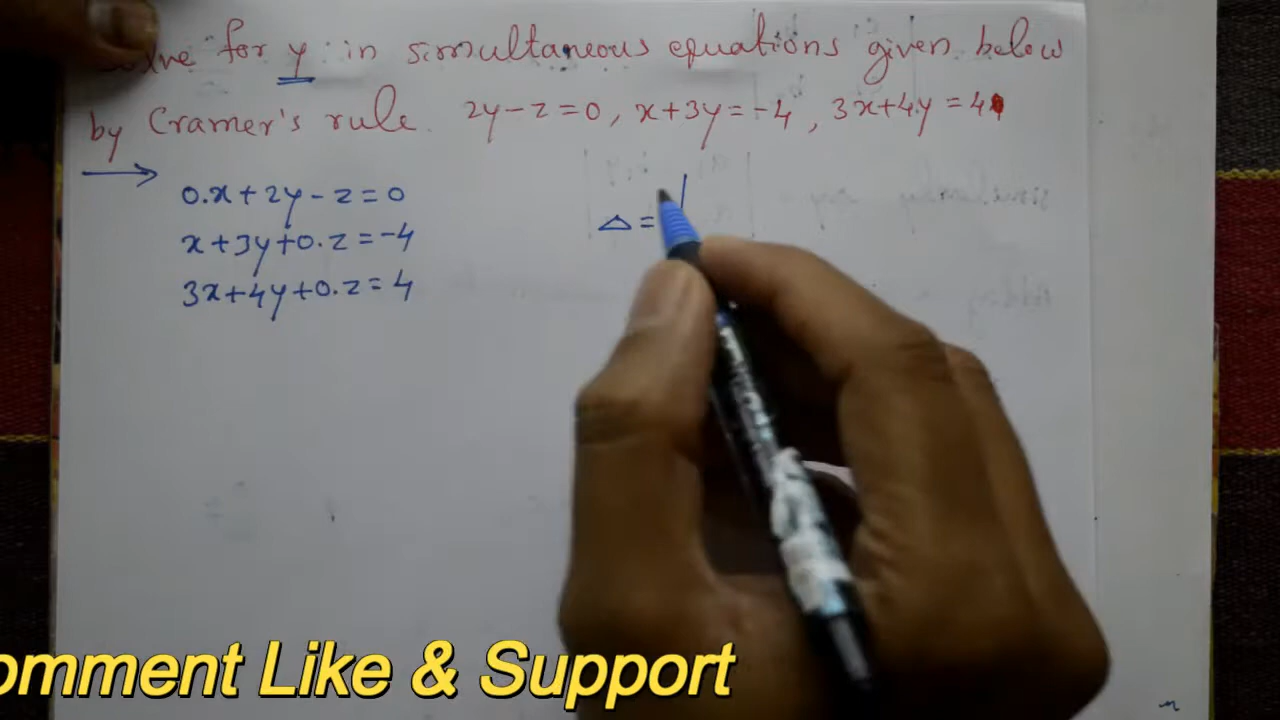 for y in simultaneous equations given below
by Cramer's rule. 2y-z=0, x+3y=-4, 3x+4y=4
0.x+2y-z=0
x+3y+0.z=-4
3x+4y+0.z=4
Δ=
omment Like & Support